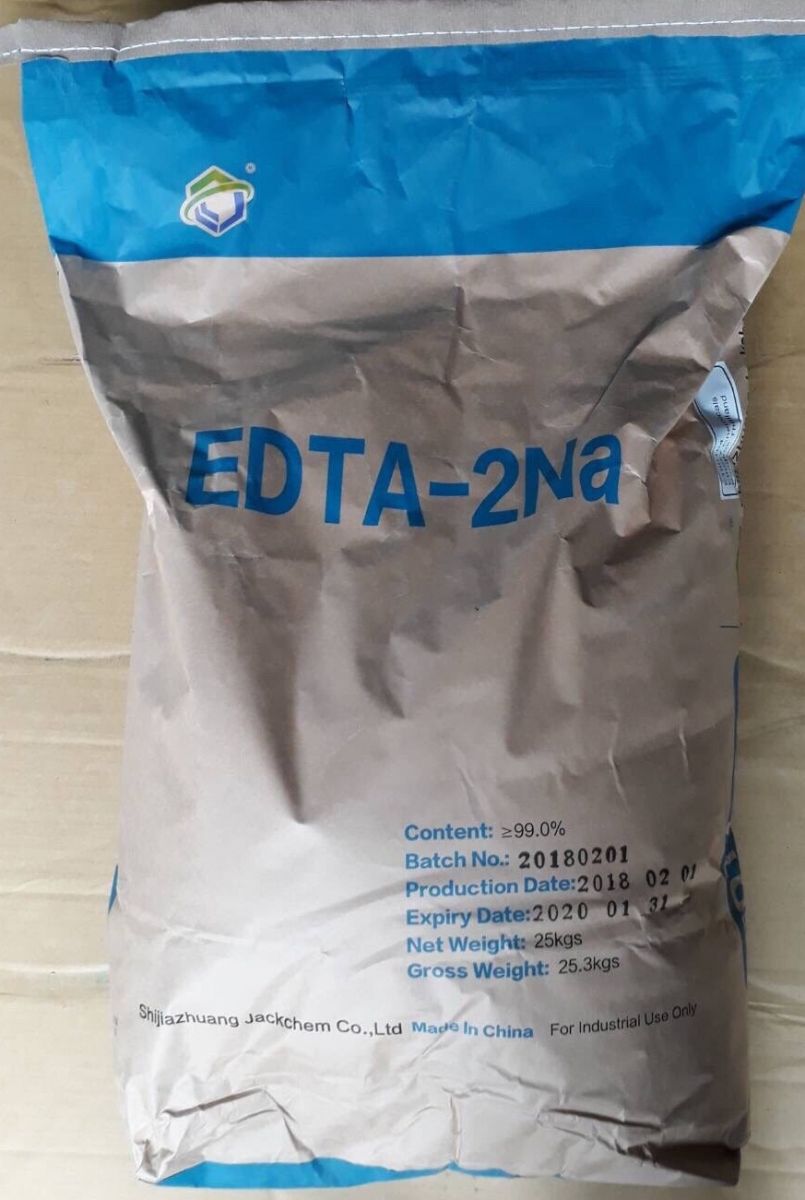 ®
EDTA-2Na
Content: ≥99.0%
Batch No.: 20180201
Production Date:2018 02 01
Expiry Date:2020 01 31
Net Weight: 25kgs
Gross Weight: 25.3kgs
Shijiazhuang Jackchem Co.,Ltd Made In China For Industrial Use Only